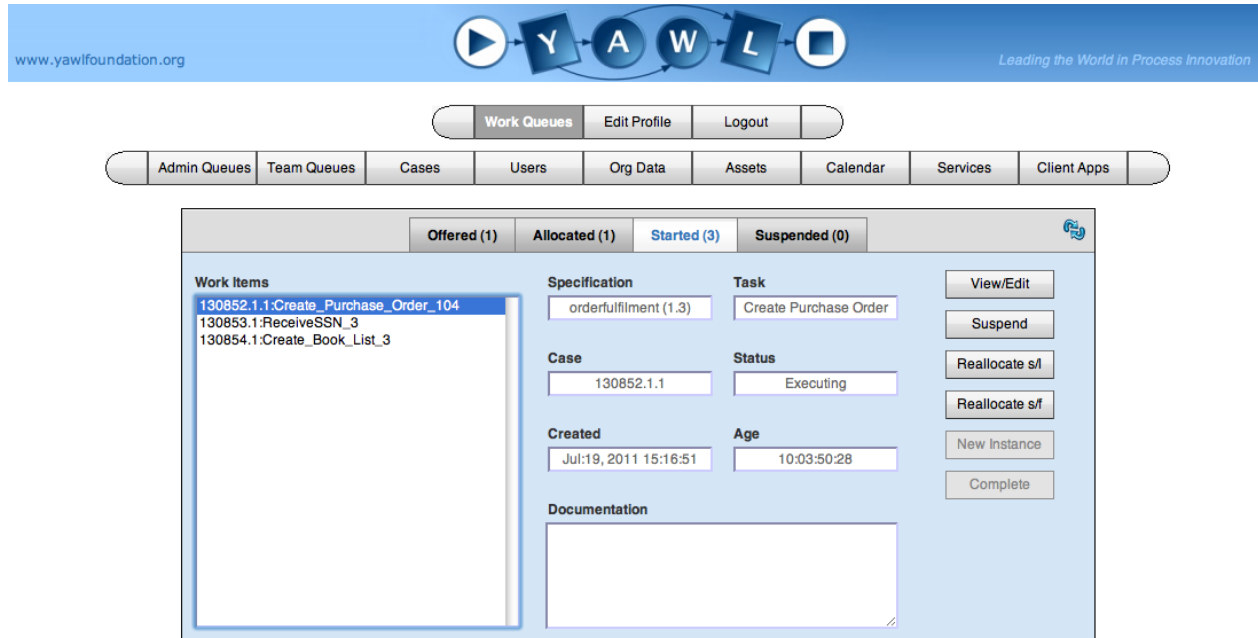 www.yawlfoundation.org
Y A W L
Leading the World in Process Innovation
Work Queues Edit Profile Logout
Admin Queues Team Queues Cases Users Org Data Assets Calendar Services Client Apps
Offered (1) Allocated (1) Started (3) Suspended (0)
Work Items
130852.1.1:Create_Purchase_Order_104
130853.1:ReceiveSSN_3
130854.1:Create_Book_List_3
Specification Task
orderfulfilment (1.3) Create Purchase Order
Case Status
130852.1.1 Executing
Created Age
Jul:19, 2011 15:16:51 10:03:50:28
Documentation
View/Edit
Suspend
Reallocate s/l
Reallocate s/f
New Instance
Complete